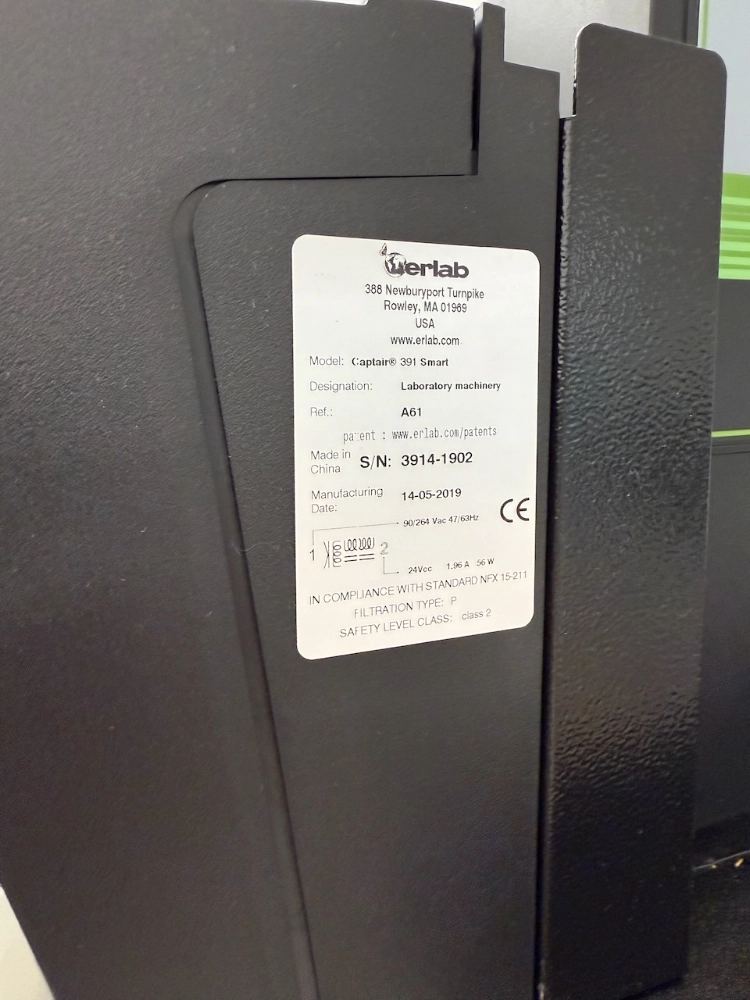 erlab
388 Newburyport Turnpike
Rowley, MA 01969
USA
www.erlab.com
Model: Captair® 391 Smart
Designation: Laboratory machinery
Ref.: A61
patent : www.erlab.com/patents
Made in China S/N: 3914-1902
Manufacturing Date: 14-05-2019
CE
90/264 Vac 47/63Hz
1 2
24Vcc 1.96 A 56 W
IN COMPLIANCE WITH STANDARD NFX 15-211
FILTRATION TYPE: P
SAFETY LEVEL CLASS: class 2